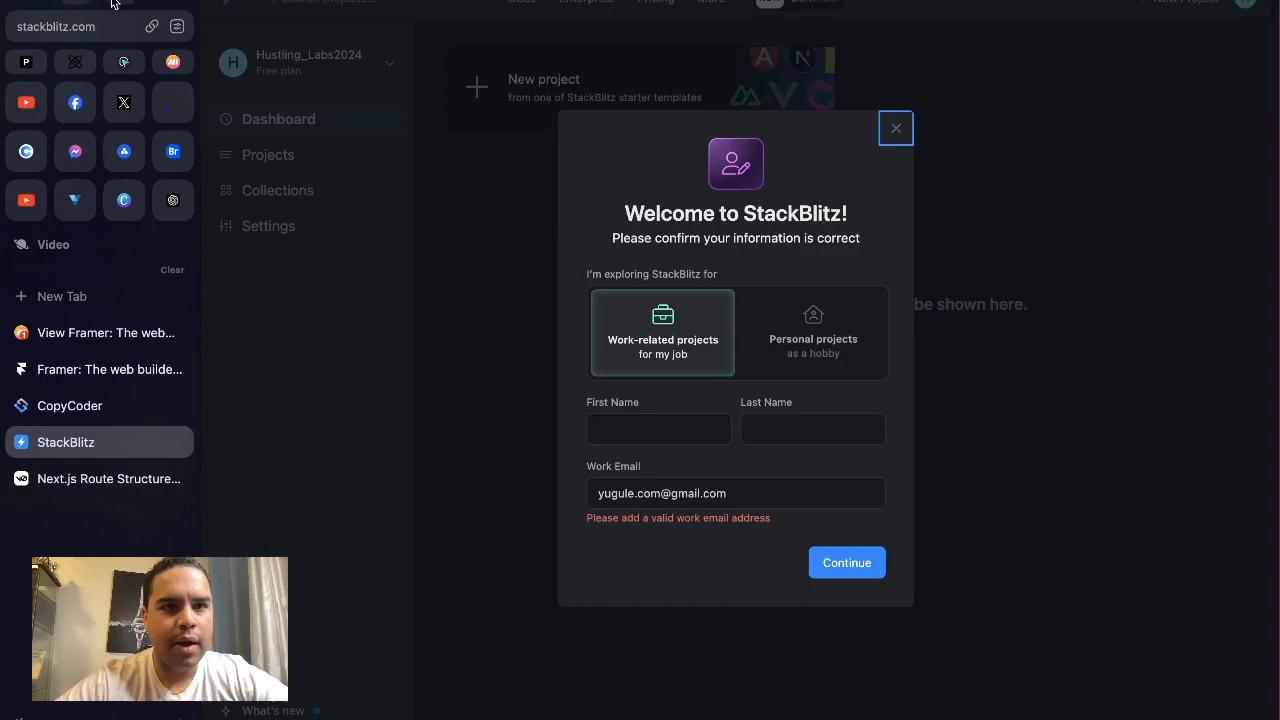 stackblitz.com
Video
Clear
New Tab
View Framer: The web...
Framer: The web builde...
CopyCoder
StackBlitz
Next.js Route Structure...
H
Hustling_Labs2024
Free plan
Dashboard
Projects
Collections
Settings
What's new
New project
from one of StackBlitz starter templates
Welcome to StackBlitz!
Please confirm your information is correct
I'm exploring StackBlitz for
Work-related projects
for my job
Personal projects
as a hobby
First Name
Last Name
Work Email
yugule.com@gmail.com
Please add a valid work email address
Continue
be shown here.